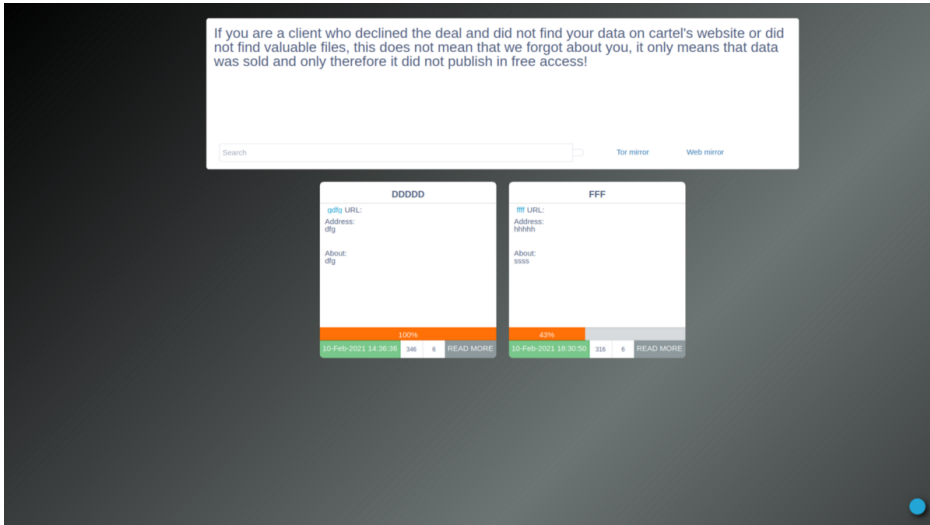 If you are a client who declined the deal and did not find your data on cartel's website or did
not find valuable files, this does not mean that we forgot about you, it only means that data
was sold and only therefore it did not publish in free access!
Search
Tor mirror
Web mirror
DDDDD
gdfg URL:
Address:
dfg
About:
dfg
100%
10-Feb-2021 14:36:38
346
6
READ MORE
FFF
ffff URL:
Address:
hhhhh
About:
ssss
43%
10-Feb-2021 18:30:50
316
6
READ MORE